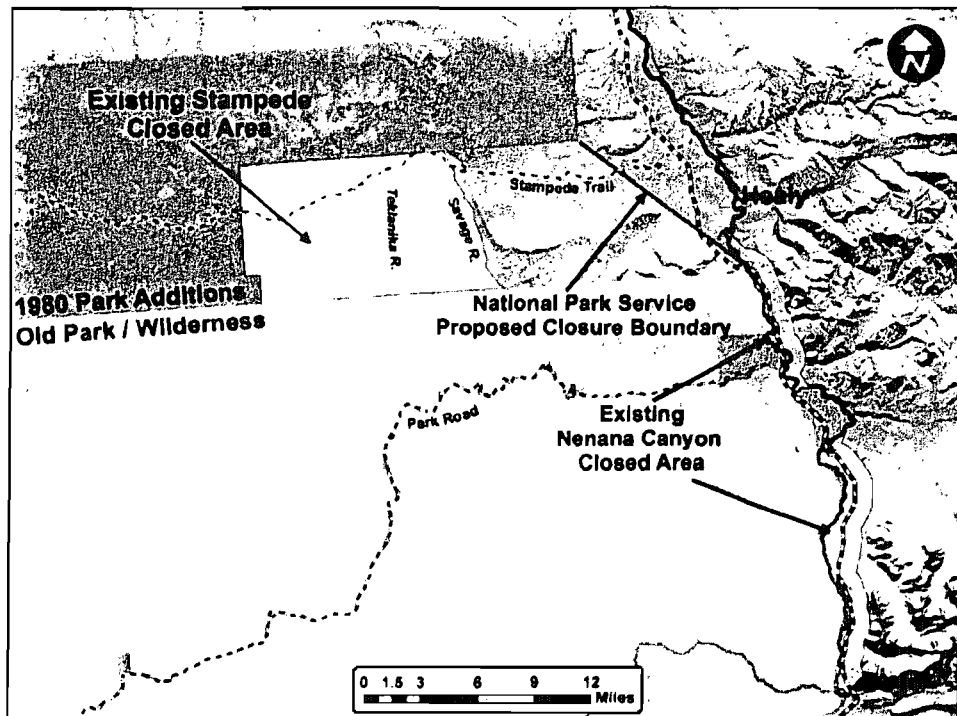 N
Existing Stampede
Closed Area
Stampede Trail
Healy
Teklanika R.
Savage R.
1980 Park Additions
Old Park / Wilderness
National Park Service
Proposed Closure Boundary
Park Road
Existing
Nenana Canyon
Closed Area
0 1.5 3 6 9 12
Miles